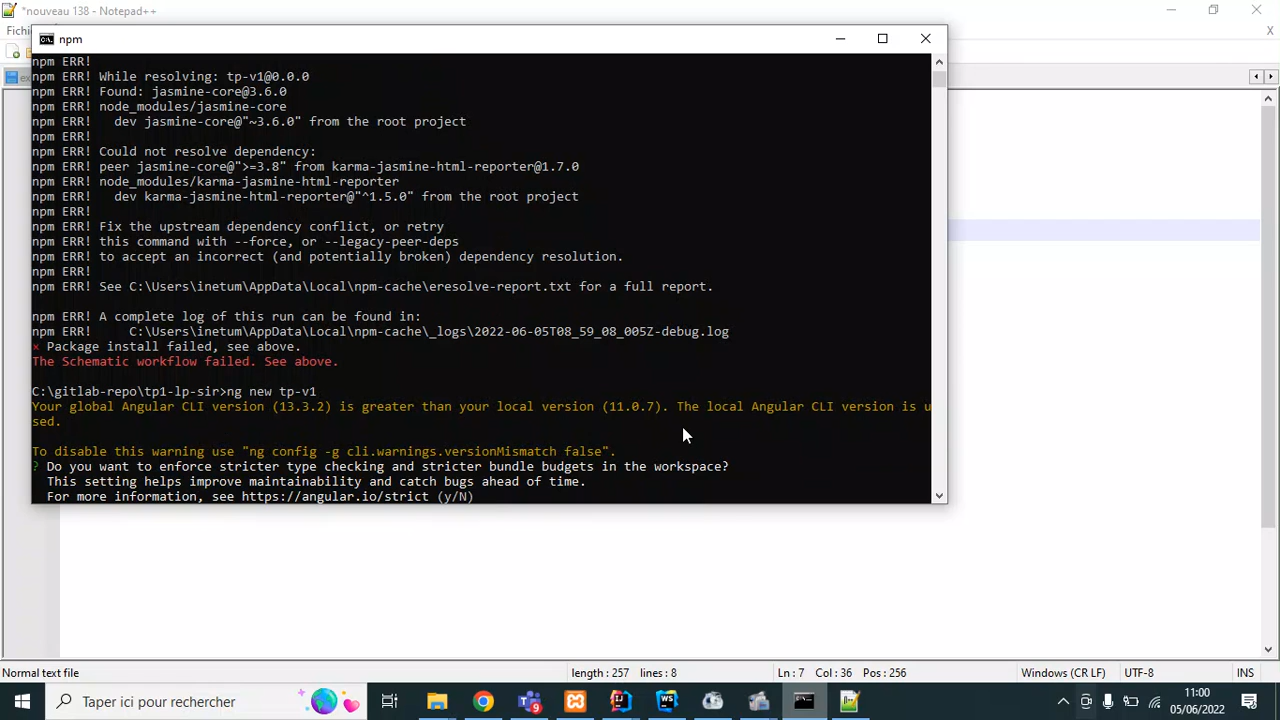 *nouveau 138 - Notepad++
Fichi
npm
npm ERR!
npm ERR! While resolving: tp-v1@0.0.0
npm ERR! Found: jasmine-core@3.6.0
npm ERR! node_modules/jasmine-core
npm ERR!   dev jasmine-core@"~3.6.0" from the root project
npm ERR!
npm ERR! Could not resolve dependency:
npm ERR! peer jasmine-core@">=3.8" from karma-jasmine-html-reporter@1.7.0
npm ERR! node_modules/karma-jasmine-html-reporter
npm ERR!   dev karma-jasmine-html-reporter@"^1.5.0" from the root project
npm ERR!
npm ERR! Fix the upstream dependency conflict, or retry
npm ERR! this command with --force, or --legacy-peer-deps
npm ERR! to accept an incorrect (and potentially broken) dependency resolution.
npm ERR!
npm ERR! See C:\Users\inetum\AppData\Local\npm-cache\eresolve-report.txt for a full report.
npm ERR! A complete log of this run can be found in:
npm ERR!     C:\Users\inetum\AppData\Local\npm-cache\_logs\2022-06-05T08_59_08_005Z-debug.log
× Package install failed, see above.
The Schematic workflow failed. See above.
C:\gitlab-repo\tp1-lp-sir>ng new tp-v1
Your global Angular CLI version (13.3.2) is greater than your local version (11.0.7). The local Angular CLI version is u
sed.
To disable this warning use "ng config -g cli.warnings.versionMismatch false".
? Do you want to enforce stricter type checking and stricter bundle budgets in the workspace?
This setting helps improve maintainability and catch bugs ahead of time.
For more information, see https://angular.io/strict (y/N)
Normal text file
length : 257 lines : 8
Ln : 7 Col : 36 Pos : 256
Windows (CR LF)
UTF-8
INS
Taper ici pour rechercher
11:00
05/06/2022